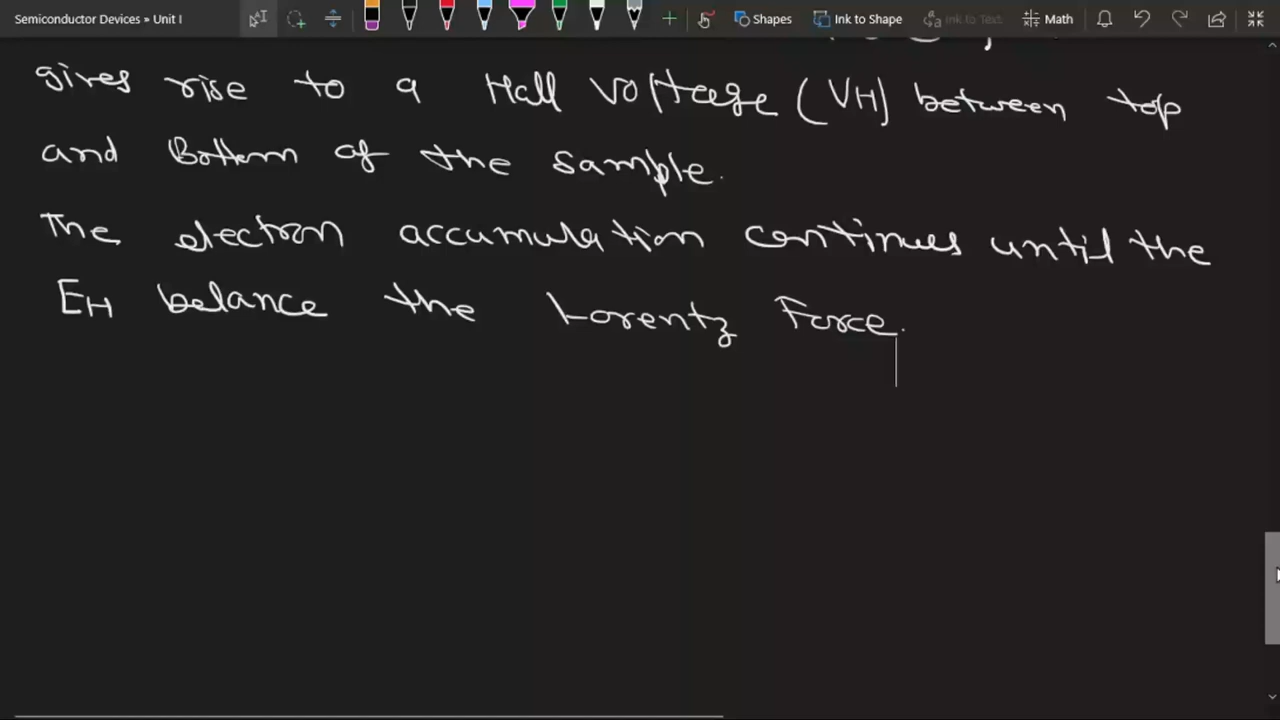 Semiconductor Devices » Unit I
Shapes
Ink to Shape
Ink to Text
Math
gives rise to a Hall Voltage (VH) between top
and Bottom of the sample.
The electron accumulation continues until the
EH balance the Lorentz Force.